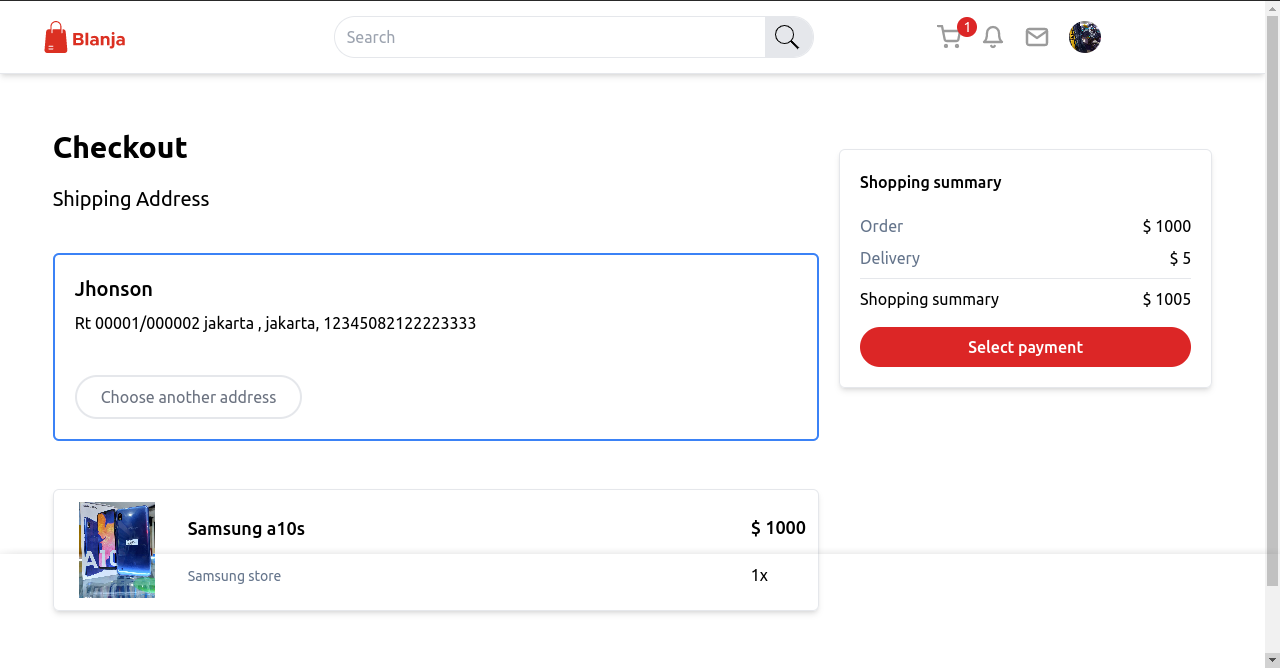 Blanja
Search
1
Checkout
Shipping Address
Jhonson
Rt 00001/000002 jakarta , jakarta, 12345082122223333
Choose another address
Samsung a10s
$ 1000
Samsung store
1x
Shopping summary
Order
$ 1000
Delivery
$ 5
Shopping summary
$ 1005
Select payment